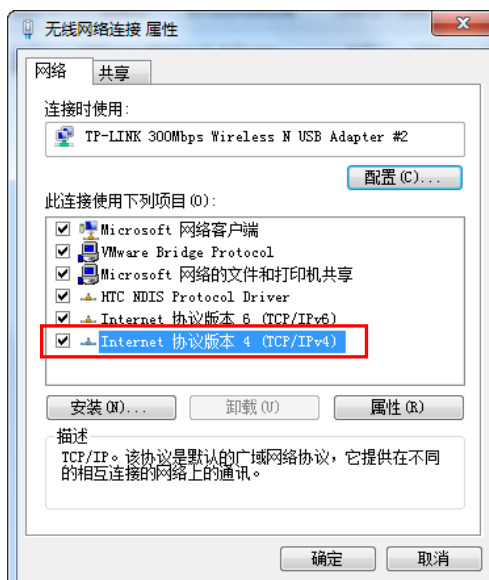 无线网络连接 属性
网络 共享
连接时使用:
TP-LINK 300Mbps Wireless N USB Adapter #2
配置(C)...
此连接使用下列项目(O):
Microsoft 网络客户端
VMware Bridge Protocol
Microsoft 网络的文件和打印机共享
HTC NDIS Protocol Driver
Internet 协议版本 6 (TCP/IPv6)
Internet 协议版本 4 (TCP/IPv4)
安装(N)... 卸载(U) 属性(R)
描述
TCP/IP。该协议是默认的广域网络协议，它提供在不同
的相互连接的网络上的通讯。
确定 取消